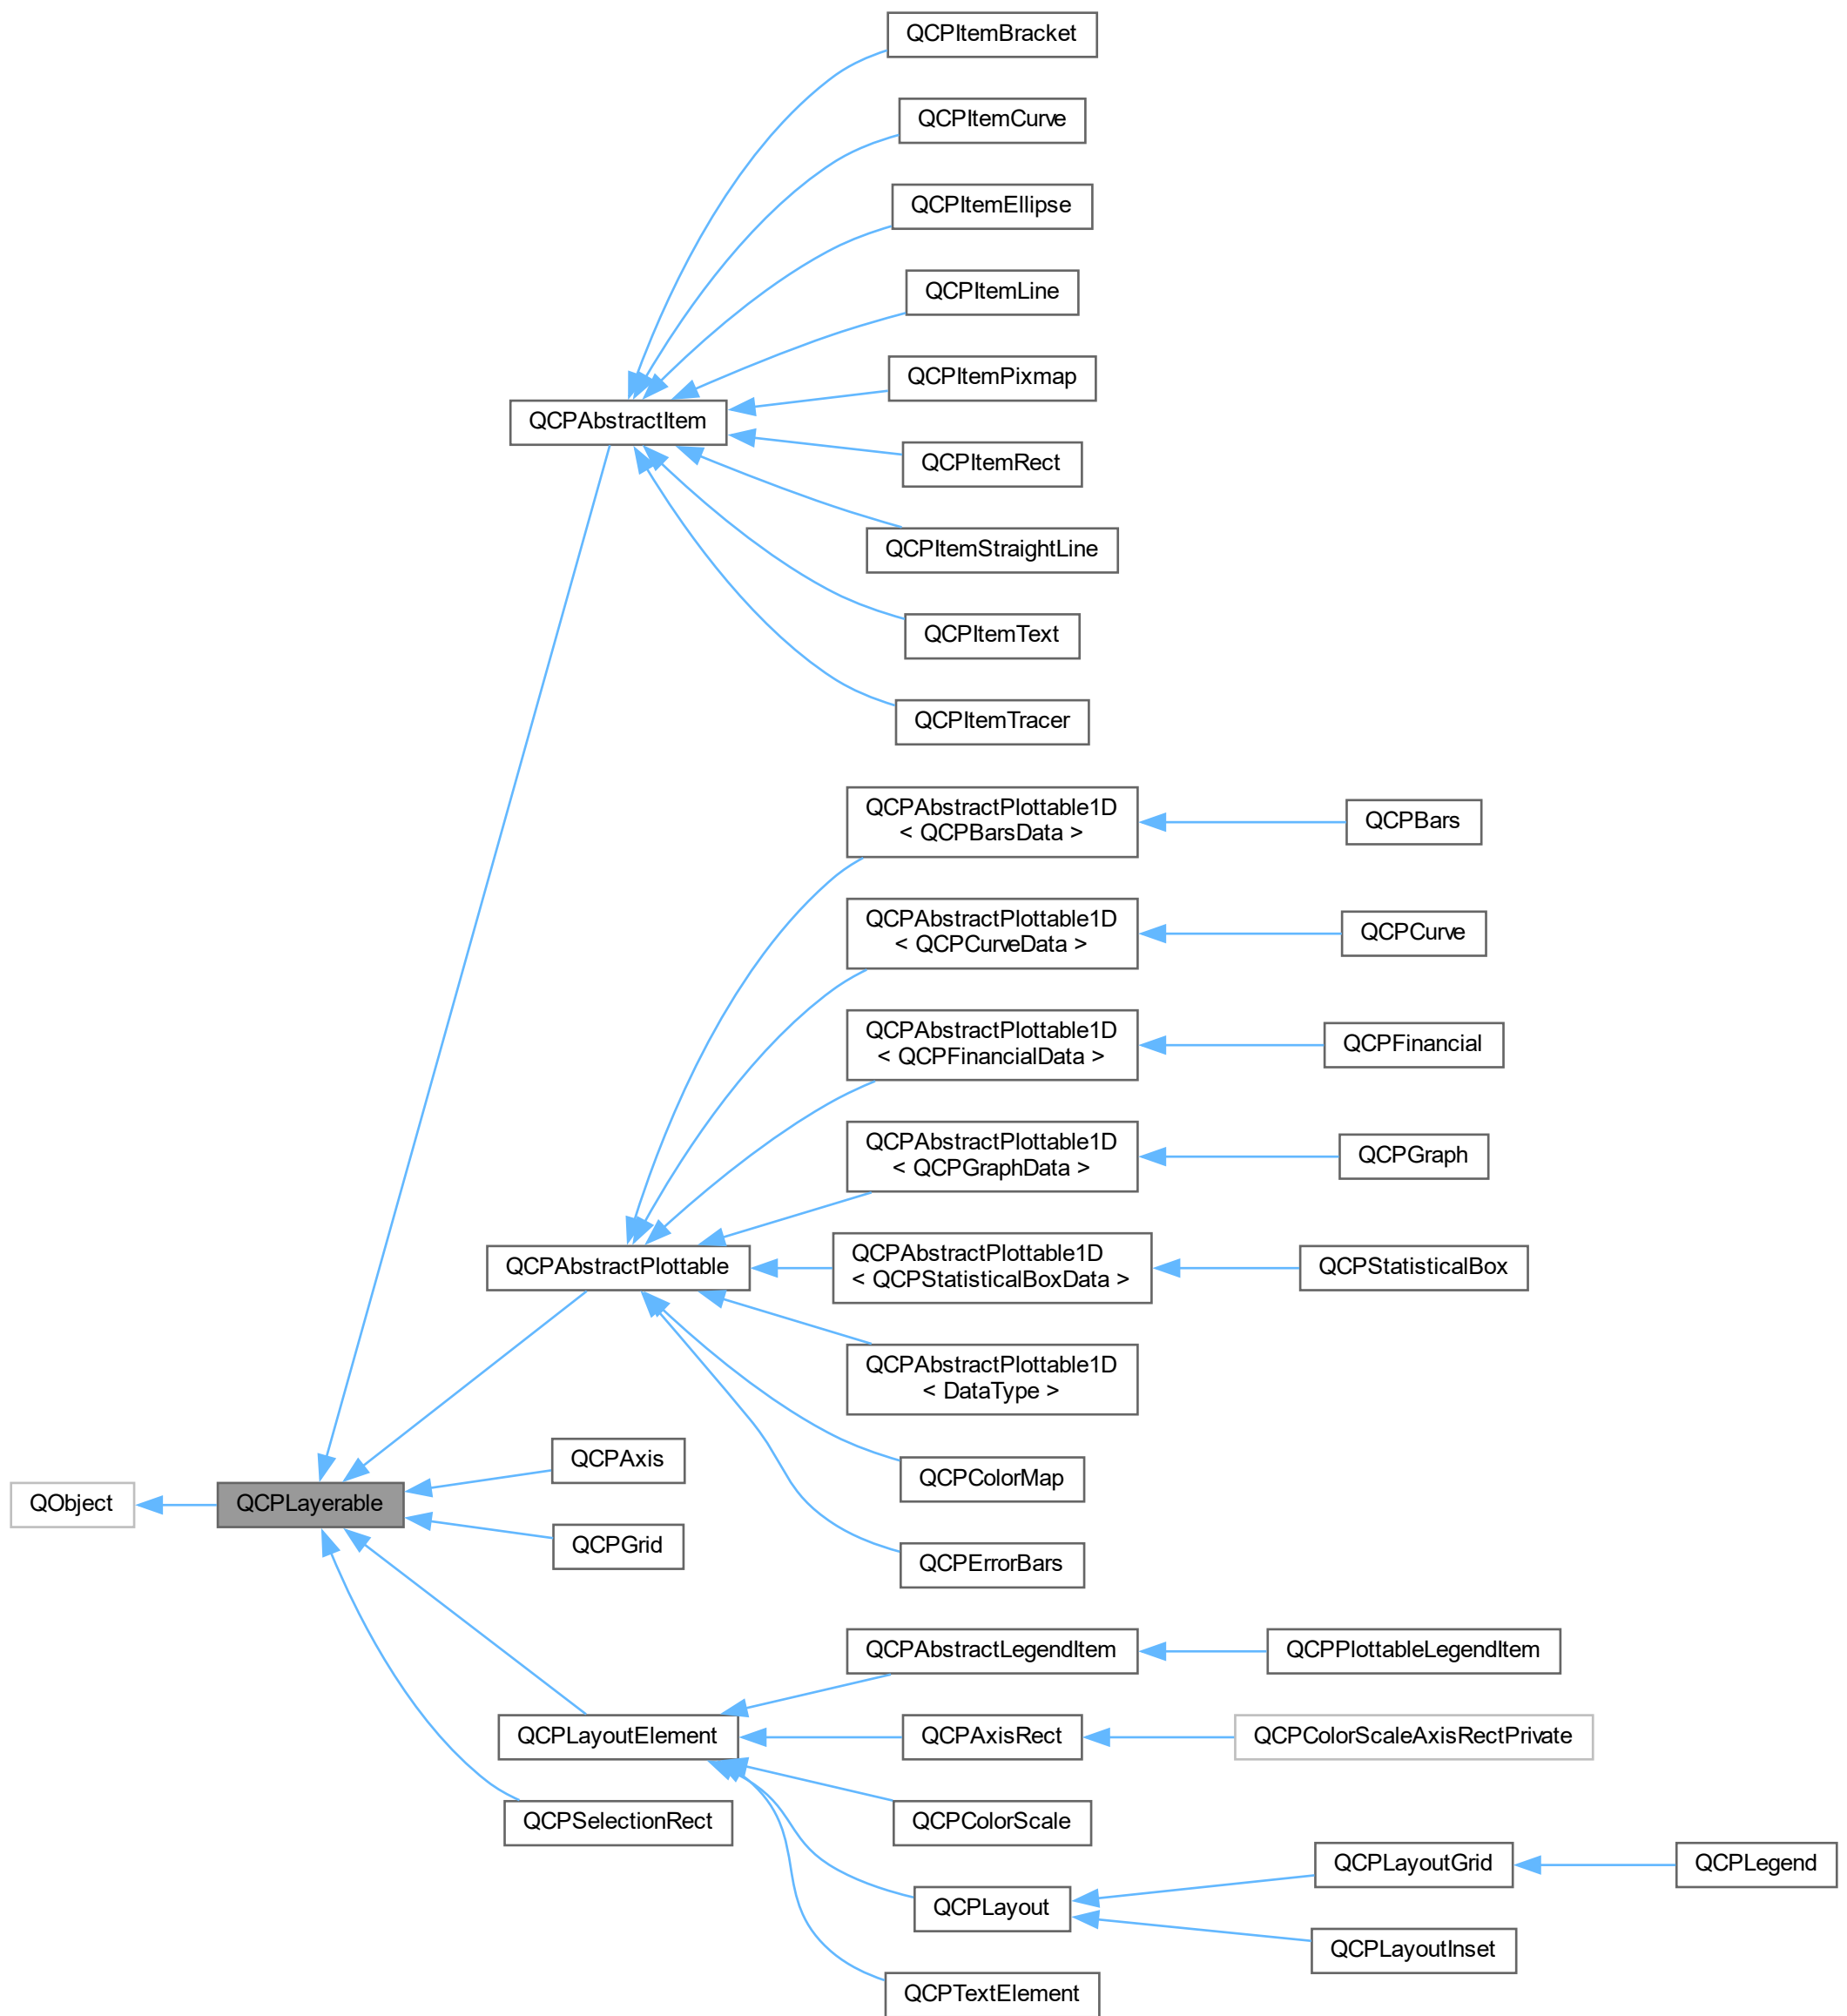 QCPItemBracket
QCPItemCurve
QCPItemEllipse
QCPItemLine
QCPItemPixmap
QCPAbstractItem
QCPItemRect
QCPItemStraightLine
QCPItemText
QCPItemTracer
QCPAbstractPlottable1D
< QCPBarsData >
QCPBars
QCPAbstractPlottable1D
< QCPCurveData >
QCPCurve
QCPAbstractPlottable1D
< QCPFinancialData >
QCPFinancial
QCPAbstractPlottable1D
< QCPGraphData >
QCPGraph
QCPAbstractPlottable
QCPAbstractPlottable1D
< QCPStatisticalBoxData >
QCPStatisticalBox
QCPAbstractPlottable1D
< DataType >
QCPAxis
QCPColorMap
QObject
QCPLayerable
QCPGrid
QCPErrorBars
QCPAbstractLegendItem
QCPPlottableLegendItem
QCPLayoutElement
QCPAxisRect
QCPColorScaleAxisRectPrivate
QCPSelectionRect
QCPColorScale
QCPLayoutGrid
QCPLegend
QCPLayout
QCPLayoutInset
QCPTextElement